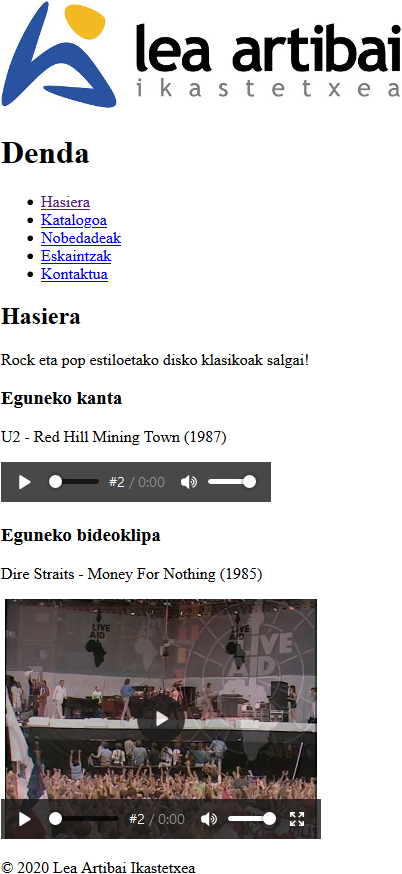 lea artibai
ikastetxea
Denda
Hasiera
Katalogoa
Nobedadeak
Eskaintzak
Kontaktua
Hasiera
Rock eta pop estiloetako disko klasikoak salgai!
Eguneko kanta
U2 - Red Hill Mining Town (1987)
#2 / 0:00
Eguneko bideoklipa
Dire Straits - Money For Nothing (1985)
LIVE AID
LIVE AID
LIVE AID
#2 / 0:00
© 2020 Lea Artibai Ikastetxea